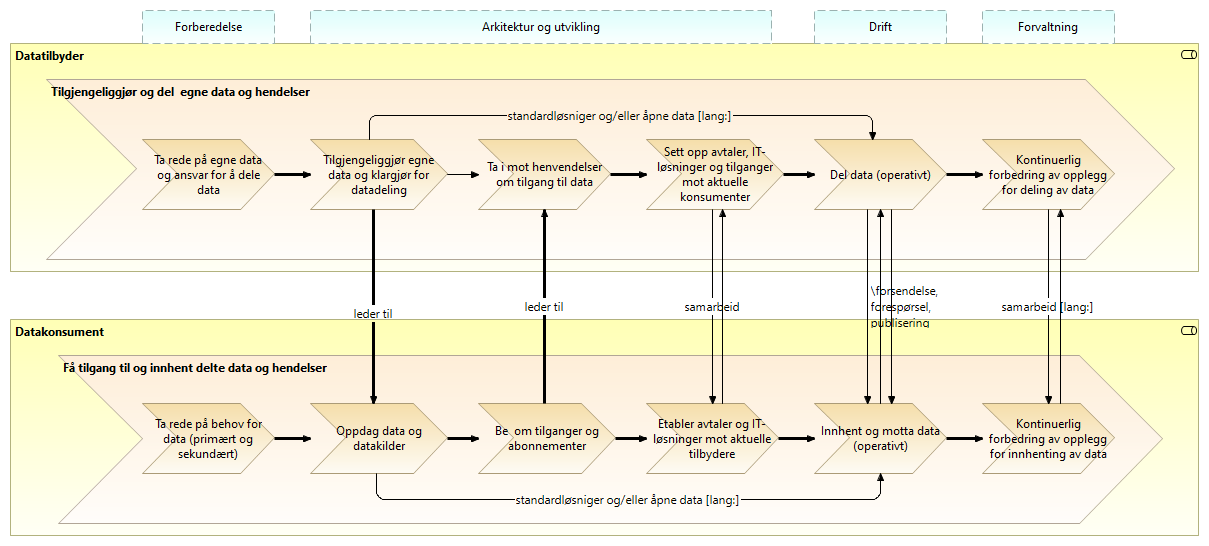 Forberedelse
Arkitektur og utvikling
Drift
Forvaltning
Datatilbyder
Tilgjengeliggjør og del  egne data og hendelser
standardløsniger og/eller åpne data [lang:]
Ta rede på egne data
og ansvar for å dele
data
Tilgjengeliggjør egne
data og klargjør for
datadeling
Ta i mot henvendelser
om tilgang til data
Sett opp avtaler, IT-
løsninger og tilganger
mot aktuelle
konsumenter
Del data (operativt)
Kontinuerlig
forbedring av opplegg
for deling av data
leder til
leder til
samarbeid
\forsendelse,
forespørsel,
publisering
samarbeid [lang:]
Datakonsument
Få tilgang til og innhent delte data og hendelser
Ta rede på behov for
data (primært og
sekundært)
Oppdag data og
datakilder
Be  om tilganger og
abonnementer
Etabler avtaler og IT-
løsninger mot aktuelle
tilbydere
Innhent og motta data
(operativt)
Kontinuerlig
forbedring av opplegg
for innhenting av data
standardløsniger og/eller åpne data [lang:]